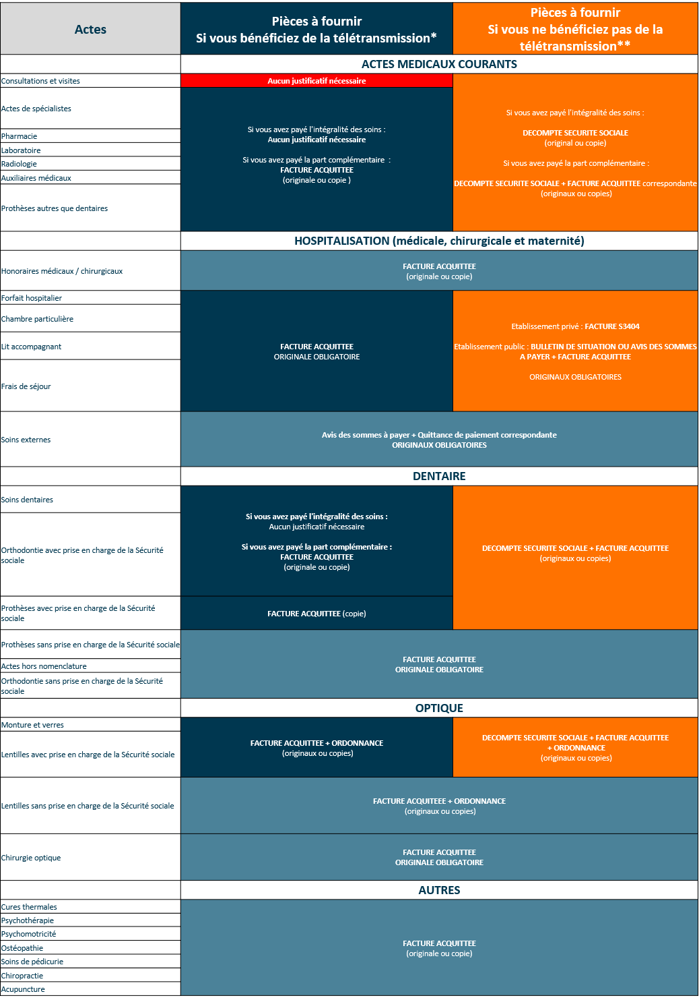 Actes
Pièces à fournir
Si vous bénéficiez de la télétransmission*
Pièces à fournir
Si vous ne bénéficiez pas de la
télétransmission**
ACTES MEDICAUX COURANTS
Consultations et visites
Aucun justificatif nécessaire
Actes de spécialistes
Pharmacie
Laboratoire
Radiologie
Auxiliaires médicaux
Prothèses autres que dentaires
Si vous avez payé l'intégralité des soins :
Aucun justificatif nécessaire
Si vous avez payé la part complémentaire :
FACTURE ACQUITTEE
(originale ou copie )
Si vous avez payé l'intégralité des soins :
DECOMPTE SECURITE SOCIALE
(original ou copie)
Si vous avez payé la part complémentaire :
DECOMPTE SECURITE SOCIALE + FACTURE ACQUITTEE correspondante
(originaux ou copies)
HOSPITALISATION (médicale, chirurgicale et maternité)
Honoraires médicaux / chirurgicaux
FACTURE ACQUITTEE
(originale ou copie)
Forfait hospitalier
Chambre particulière
Lit accompagnant
Frais de séjour
FACTURE ACQUITTEE
ORIGINALE OBLIGATOIRE
Etablissement privé : FACTURE S3404
Etablissement public : BULLETIN DE SITUATION OU AVIS DES SOMMES
A PAYER + FACTURE ACQUITTEE
ORIGINAUX OBLIGATOIRES
Soins externes
Avis des sommes à payer + Quittance de paiement correspondante
ORIGINAUX OBLIGATOIRES
DENTAIRE
Soins dentaires
Orthodontie avec prise en charge de la Sécurité
sociale
Si vous avez payé l'intégralité des soins :
Aucun justificatif nécessaire
Si vous avez payé la part complémentaire :
FACTURE ACQUITTEE
(originale ou copie)
DECOMPTE SECURITE SOCIALE + FACTURE ACQUITTEE
(originaux ou copies)
Prothèses avec prise en charge de la Sécurité
sociale
FACTURE ACQUITTEE (copie)
Prothèses sans prise en charge de la Sécurité sociale
Actes hors nomenclature
Orthodontie sans prise en charge de la Sécurité
sociale
FACTURE ACQUITTEE
ORIGINALE OBLIGATOIRE
OPTIQUE
Monture et verres
Lentilles avec prise en charge de la Sécurité sociale
FACTURE ACQUITTEE + ORDONNANCE
(originaux ou copies)
DECOMPTE SECURITE SOCIALE + FACTURE ACQUITTEE
+ ORDONNANCE
(originaux ou copies)
Lentilles sans prise en charge de la Sécurité sociale
FACTURE ACQUITEEE + ORDONNANCE
(originaux ou copies)
Chirurgie optique
FACTURE ACQUITTEE
ORIGINALE OBLIGATOIRE
AUTRES
Cures thermales
Psychothérapie
Psychomotricité
Ostéopathie
Soins de pédicurie
Chiropractie
Acupuncture
FACTURE ACQUITTEE
(originale ou copie)